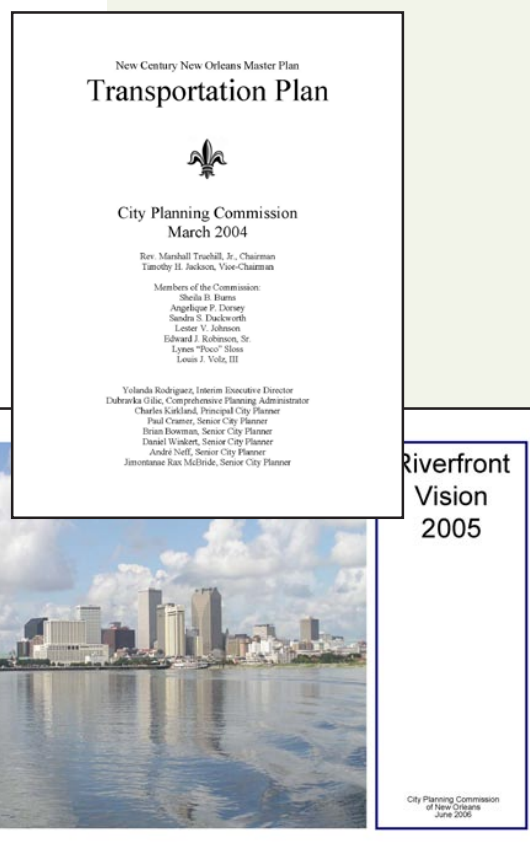 New Century New Orleans Master Plan
Transportation Plan
City Planning Commission
March 2004
Rev. Marshall Truehill, Jr., Chairman
Timothy H. Jackson, Vice-Chairman
Members of the Commission:
Sheila B. Burns
Angelique P. Dorsey
Sandra S. Duckworth
Lester V. Johnson
Edward J. Robinson, Sr.
Lynes "Poco" Sloss
Louis J. Volz, III
Yolanda Rodriguez, Interim Executive Director
Dubravka Gilic, Comprehensive Planning Administrator
Charles Kirkland, Principal City Planner
Paul Cramer, Senior City Planner
Brian Bowman, Senior City Planner
Daniel Winkert, Senior City Planner
André Neff, Senior City Planner
Jimontanae Rax McBride, Senior City Planner
Riverfront
Vision
2005
City Planning Commission
of New Orleans
June 2006